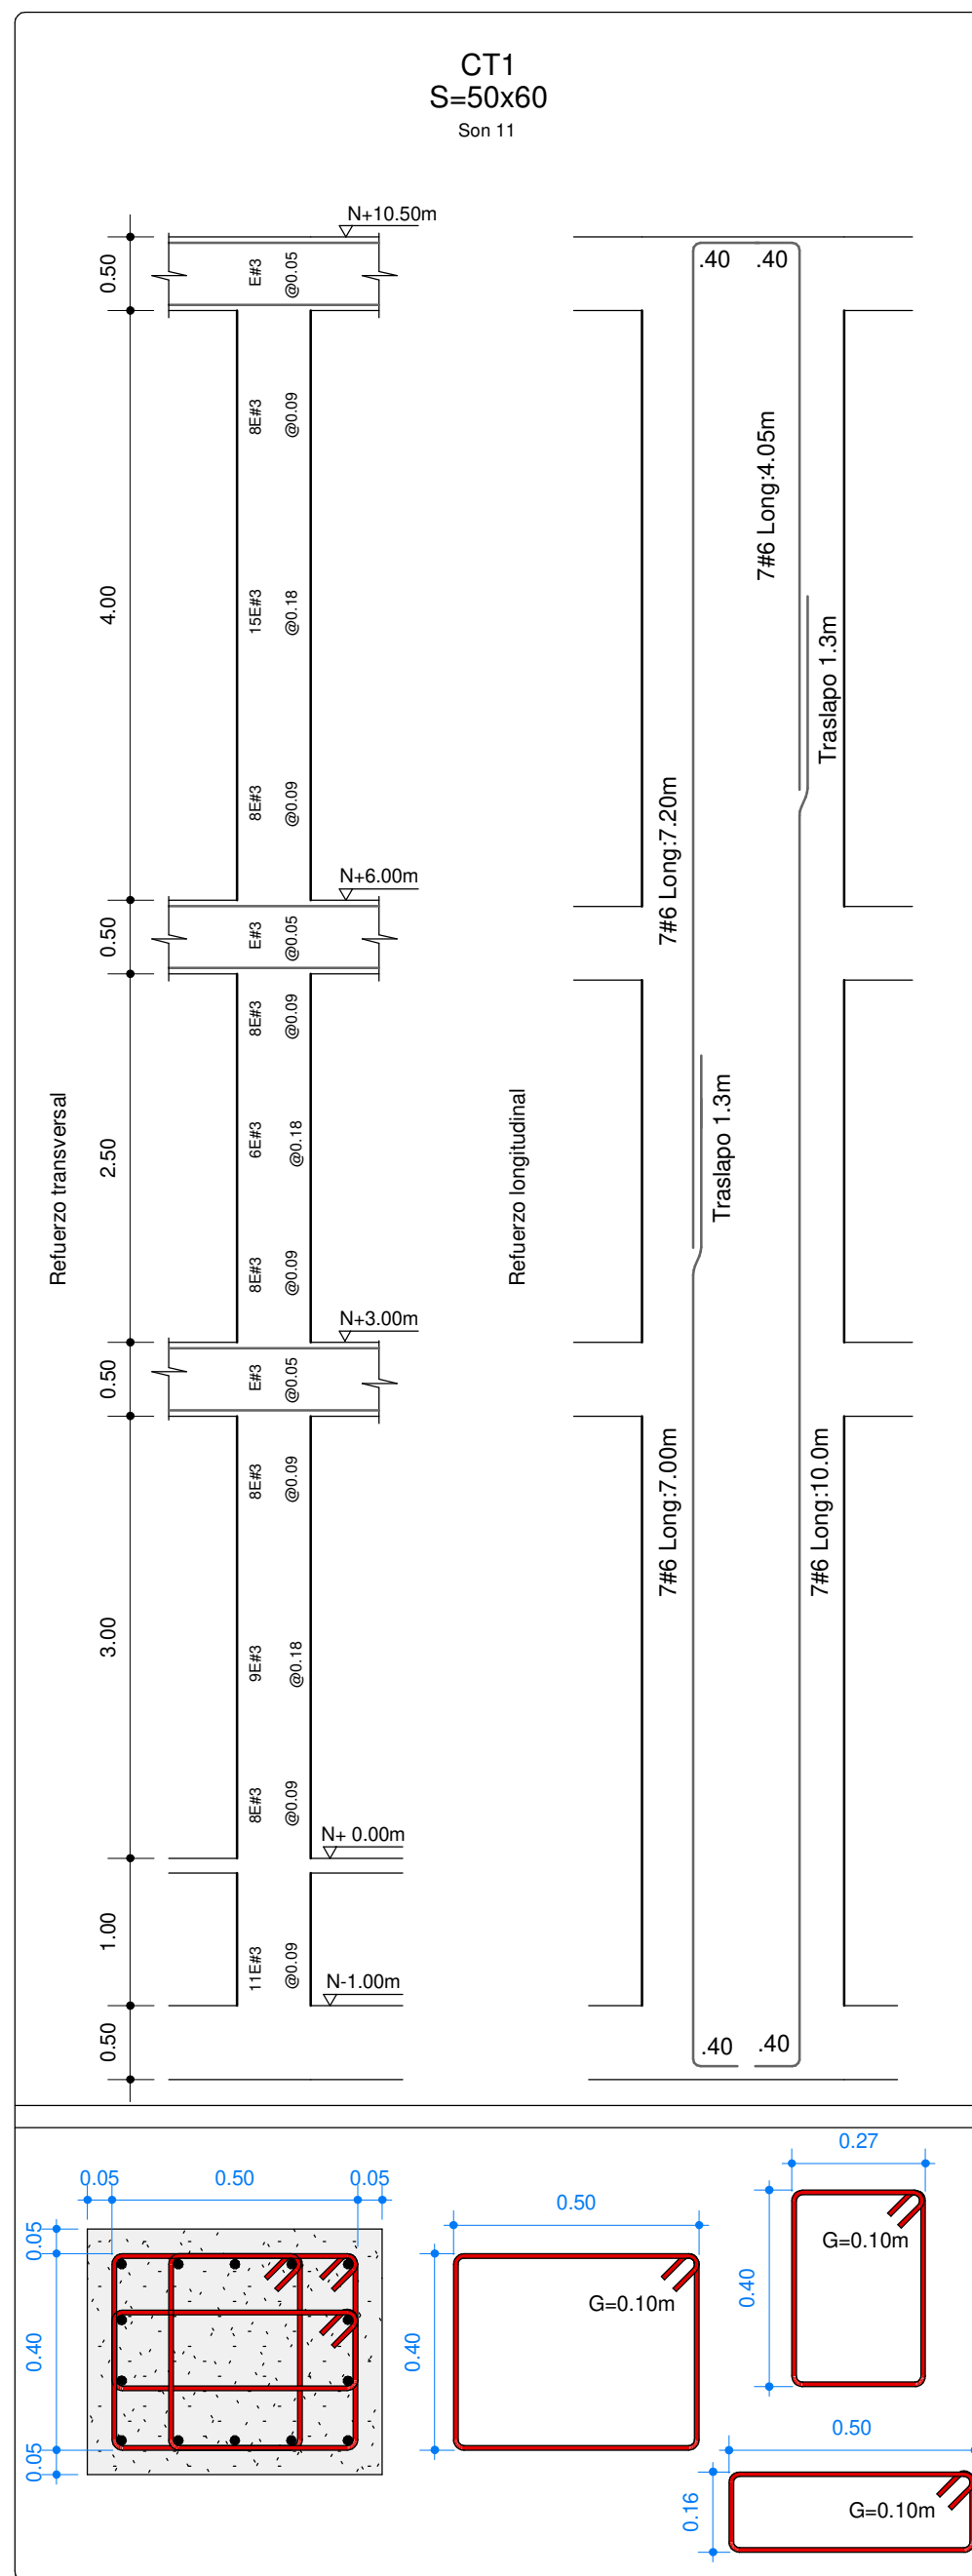 CT1
S=50x60
Son 11
N+10.50m
0.50
E#3
@0.05
.40
.40
8E#3
@0.09
7#6 Long:4.05m
4.00
15E#3
@0.18
Traslapo 1.3m
8E#3
@0.09
7#6 Long:7.20m
N+6.00m
0.50
E#3
@0.05
8E#3
@0.09
Refuerzo transversal
2.50
6E#3
@0.18
Refuerzo longitudinal
Traslapo 1.3m
8E#3
@0.09
N+3.00m
0.50
E#3
@0.05
8E#3
@0.09
7#6 Long:7.00m
7#6 Long:10.0m
3.00
9E#3
@0.18
8E#3
@0.09
N+ 0.00m
1.00
11E#3
@0.09
N-1.00m
0.50
.40
.40
0.05
0.50
0.05
0.05
0.40
0.05
0.50
0.40
G=0.10m
0.27
0.40
G=0.10m
0.50
0.16
G=0.10m